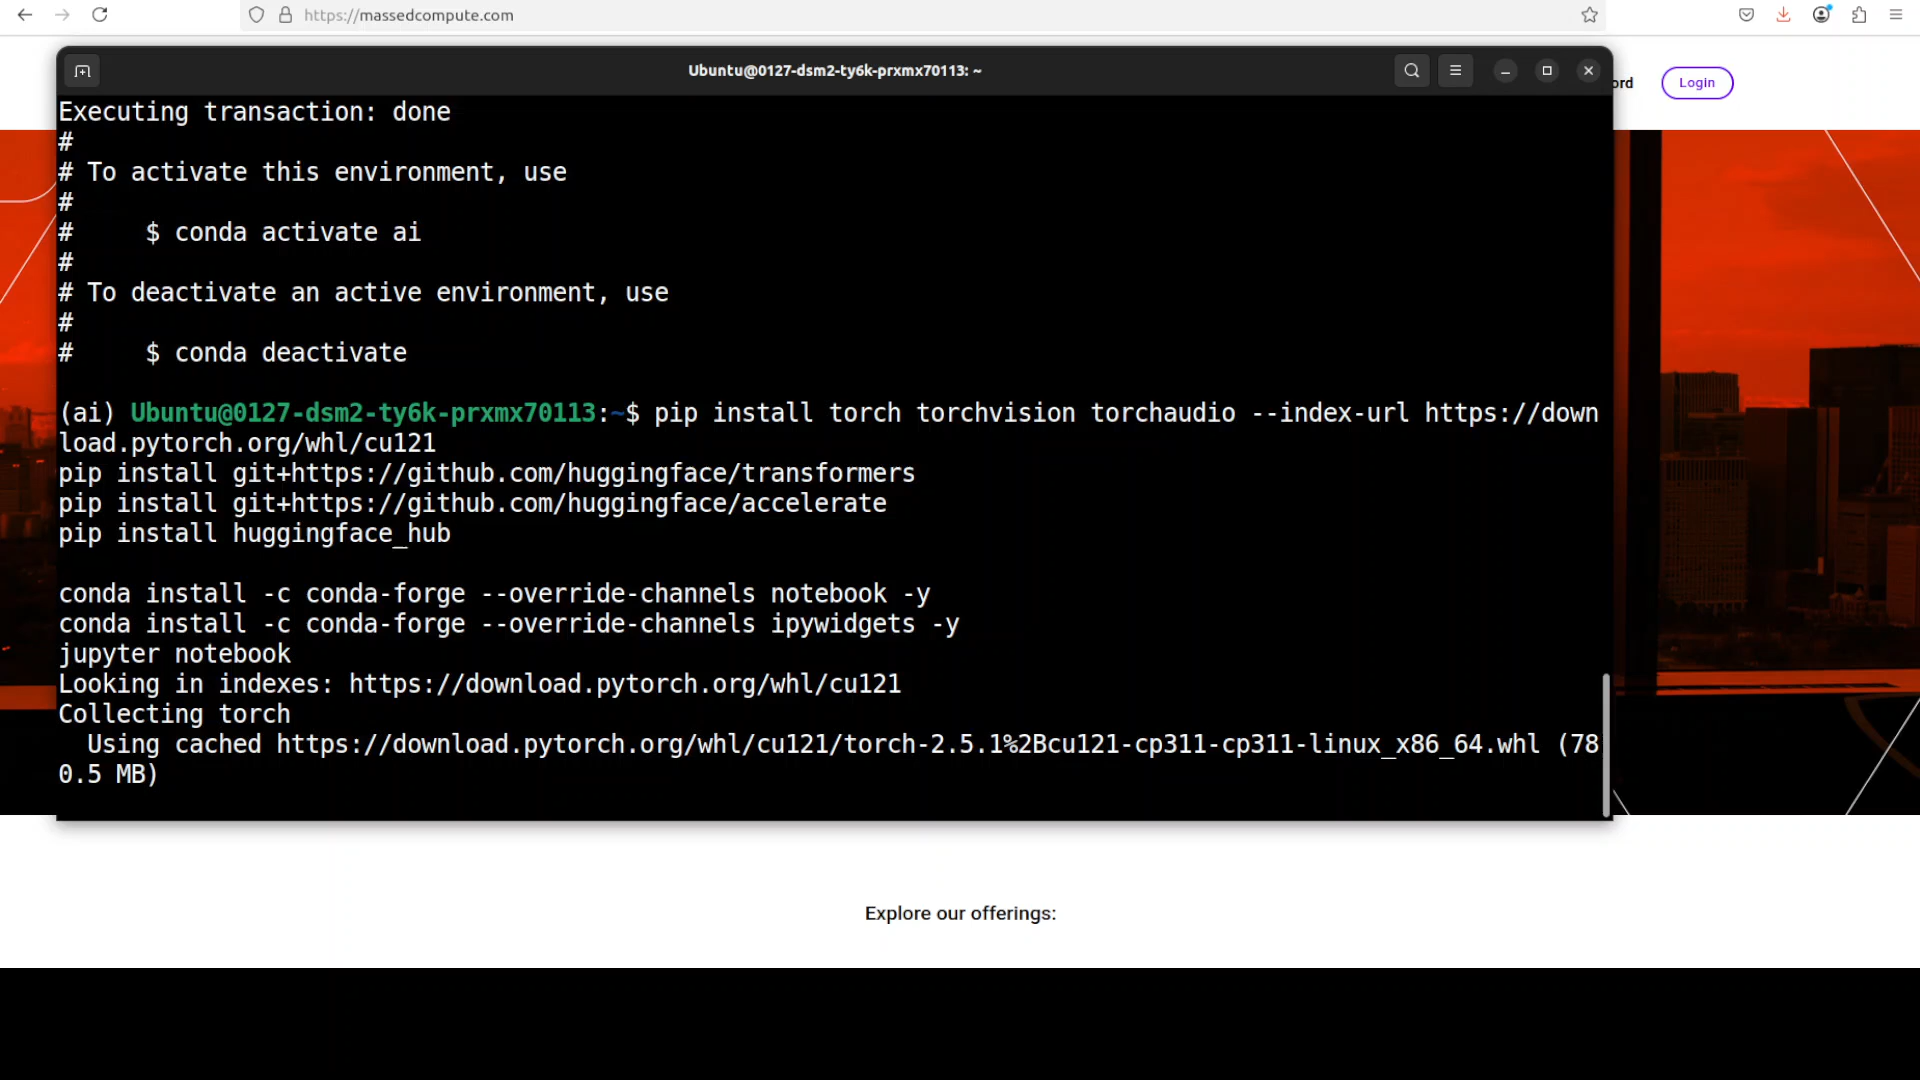 https://massedcompute.com
Ubuntu@0127-dsm2-ty6k-prxmx70113: ~
ord
Login
Executing transaction: done
#
# To activate this environment, use
#
#     $ conda activate ai
#
# To deactivate an active environment, use
#
#     $ conda deactivate
(ai) Ubuntu@0127-dsm2-ty6k-prxmx70113:~$ pip install torch torchvision torchaudio --index-url https://down
load.pytorch.org/whl/cu121
pip install git+https://github.com/huggingface/transformers
pip install git+https://github.com/huggingface/accelerate
pip install huggingface_hub
conda install -c conda-forge --override-channels notebook -y
conda install -c conda-forge --override-channels ipywidgets -y
jupyter notebook
Looking in indexes: https://download.pytorch.org/whl/cu121
Collecting torch
  Using cached https://download.pytorch.org/whl/cu121/torch-2.5.1%2Bcu121-cp311-cp311-linux_x86_64.whl (78
0.5 MB)
Explore our offerings: